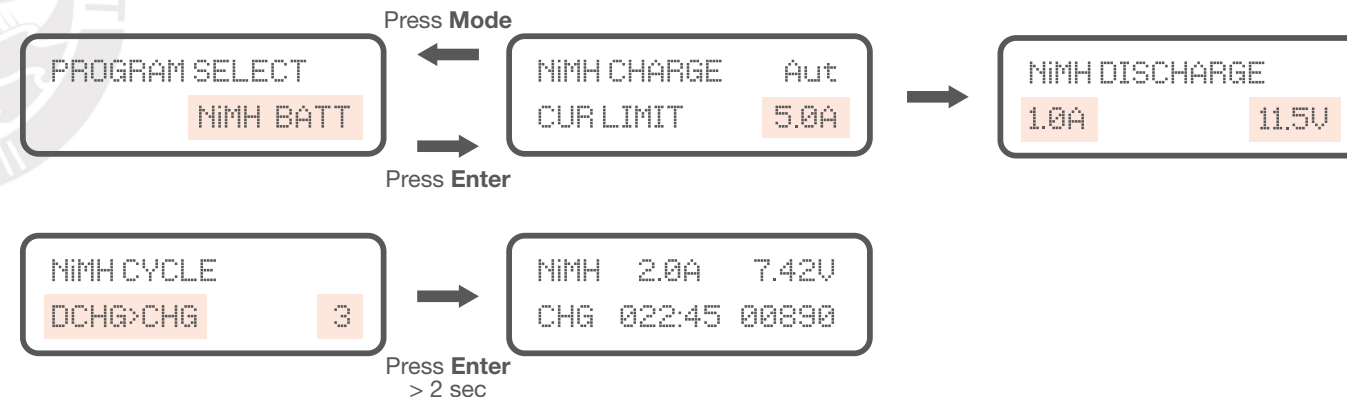 Press Mode
PROGRAM SELECT
NiMH BATT
NiMH CHARGE Aut
CUR LIMIT 5.0A
NiMH DISCHARGE
1.0A 11.5V
Press Enter
NiMH CYCLE
DCHG>CHG 3
NiMH 2.0A 7.42V
CHG 022:45 00890
Press Enter
> 2 sec